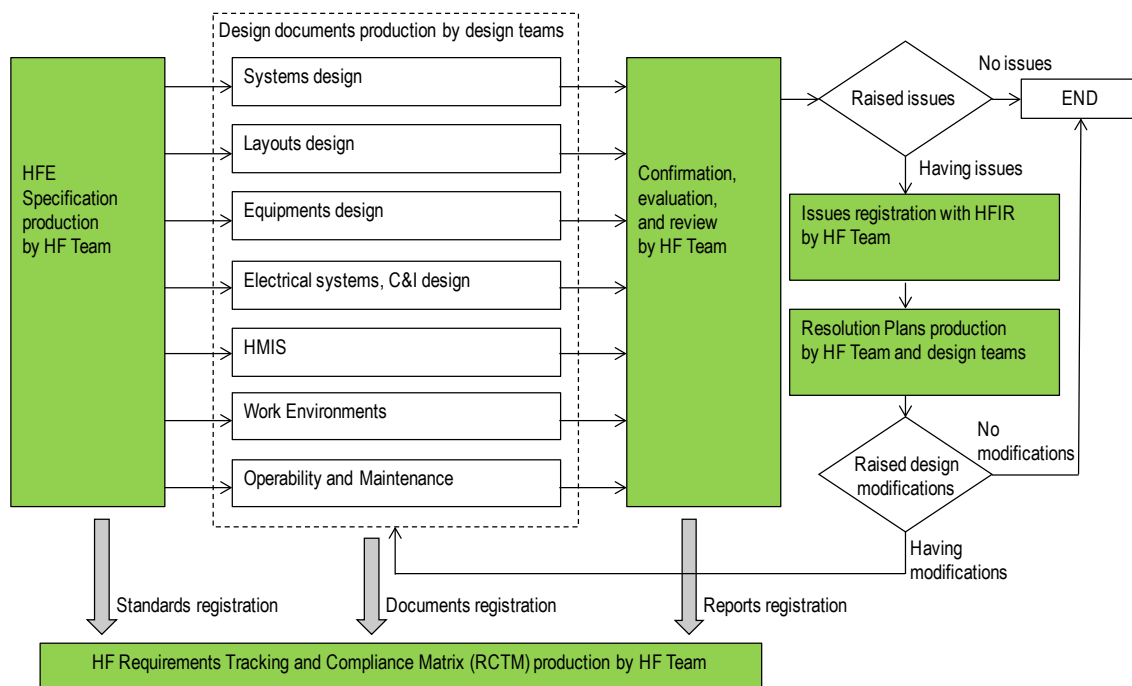 Design documents production by design teams
HFE
Specification
production
by HF Team
Systems design
Layouts design
Equipments design
Electrical systems, C&I design
HMIS
Work Environments
Operability and Maintenance
Confirmation,
evaluation,
and review
by HF Team
Raised issues
No issues
END
Having issues
Issues registration with HFIR
by HF Team
Resolution Plans production
by HF Team and design teams
No
modifications
Raised design
modifications
Having
modifications
Standards registration
Documents registration
Reports registration
HF Requirements Tracking and Compliance Matrix (RCTM) production by HF Team